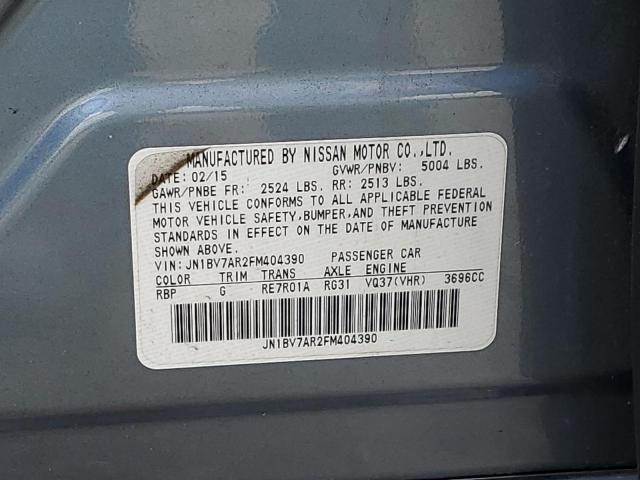 MANUFACTURED BY NISSAN MOTOR CO.,LTD.
DATE: 02/15 GVWR/PNBV: 5004 LBS.
GAWR/PNBE FR: 2524 LBS. RR: 2513 LBS.
THIS VEHICLE CONFORMS TO ALL APPLICABLE FEDERAL
MOTOR VEHICLE SAFETY,BUMPER,AND THEFT PREVENTION
STANDARDS IN EFFECT ON THE DATE OF MANUFACTURE
SHOWN ABOVE.
VIN:JN1BV7AR2FM404390 PASSENGER CAR
COLOR TRIM TRANS AXLE ENGINE
RBP G RE7R01A RG31 VQ37(VHR) 3696CC
JN1BV7AR2FM404390